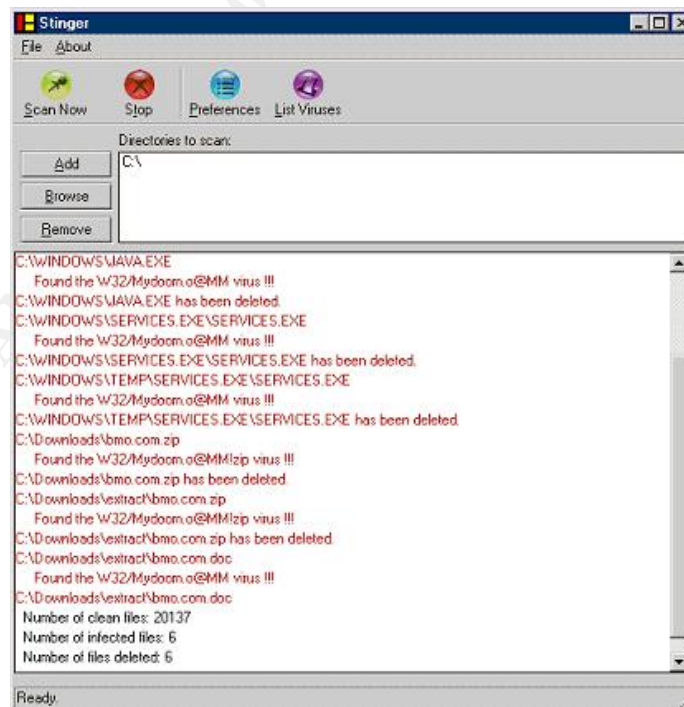 Stinger
File About
Scan Now Stop Preferences List Viruses
Directories to scan:
Add
C:\
Browse
Remove
C:\WINDOWS\JAVA.EXE
Found the W32/Mydoom.o@MM virus !!!
C:\WINDOWS\JAVA.EXE has been deleted.
C:\WINDOWS\SERVICES.EXE\SERVICES.EXE
Found the W32/Mydoom.o@MM virus !!!
C:\WINDOWS\SERVICES.EXE\SERVICES.EXE has been deleted.
C:\WINDOWS\TEMP\SERVICES.EXE\SERVICES.EXE
Found the W32/Mydoom.o@MM virus !!!
C:\WINDOWS\TEMP\SERVICES.EXE\SERVICES.EXE has been deleted.
C:\Downloads\bmo.com.zip
Found the W32/Mydoom.o@MM!zip virus !!!
C:\Downloads\bmo.com.zip has been deleted.
C:\Downloads\extract\bmo.com.zip
Found the W32/Mydoom.o@MM!zip virus !!!
C:\Downloads\extract\bmo.com.zip has been deleted.
C:\Downloads\extract\bmo.com.doc
Found the W32/Mydoom.o@MM virus !!!
C:\Downloads\extract\bmo.com.doc
Number of clean files: 20137
Number of infected files: 6
Number of files deleted: 6
Ready.